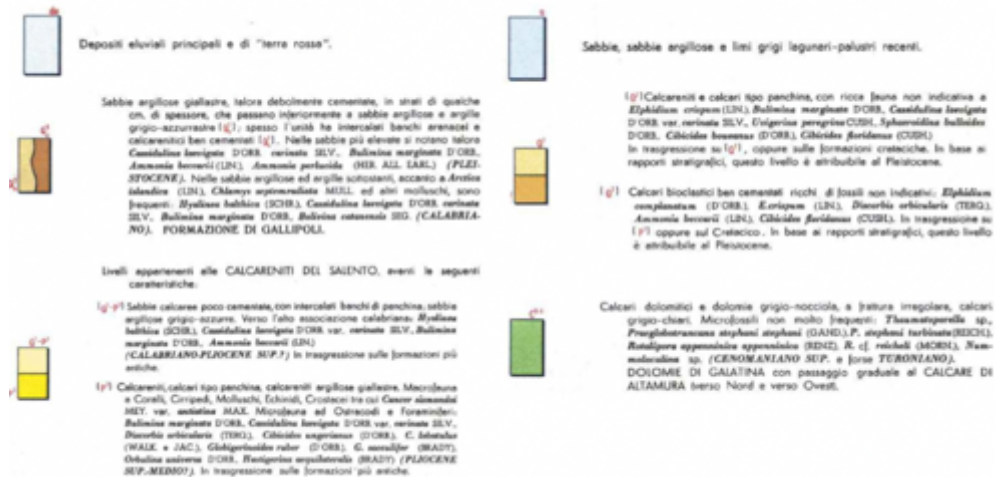 Depositi eluviali principali e di "terra rossa".
Sabbie argillose giallastre, talora debolmente cementate, in strati di qualche
cm. di spessore, che passano inferiormente a sabbie argillose e argille
grigio-azzurrastre (q¹); spesso l'unità ha intercalati banchi arenacei e
calcarenitici ben cementati (q¹). Nelle sabbie più elevate si notano talora
Cassidulina laevigata D'ORB. carinata SILV., Bulimina marginata D'ORB.,
Ammonia beccarii (LIN.), Ammonia perlucida (HER. ALL. EARL.) (PLEI-
STOCENE). Nelle sabbie argillose ed argille sottostanti, accanto a Arctica
islandica (LIN.), Chlamys septemradiata MULL. ed altri molluschi, sono
frequenti: Hyalinea balthica (SCHR.), Cassidulina laevigata D'ORB. carinata
SILV., Bulimina marginata D'ORB., Bolivina catanensis SEG. (CALABRIA-
NO). FORMAZIONE DI GALLIPOLI.
Livelli appartenenti alle CALCARENITI DEL SALENTO, aventi le seguenti
caratteristiche:
(q¹-p³) Sabbie calcaree poco cementate, con intercalati banchi di panchina, sabbie
argillose grigio-azzurre. Verso l'alto associazione calabriana: Hyalinea
balthica (SCHR.), Cassidulina laevigata D'ORB. var. carinata SILV., Bulimina
marginata D'ORB., Ammonia beccarii (LIN.)
(CALABRIANO-PLIOCENE SUP.?) In trasgressione sulle formazioni più
antiche.
(p³) Calcareniti, calcari tipo panchina, calcareniti argillose giallastre. Macrofauna
a Coralli, Cirripedi, Molluschi, Echinidi, Crostacei tra cui Cancer sismondai
MEY. var. antiatina MAX. Microfauna ad Ostracodi e Foraminiferi:
Bulimina marginata D'ORB., Cassidulina laevigata D'ORB. var. carinata SILV.,
Discorbis orbicularis (TERQ.), Cibicides ungerianus (D'ORB.), C. lobatulus
(WALK. e JAC.), Globigerinoides ruber (D'ORB.), G. sacculifer (BRADY),
Orbulina universa D'ORB., Hastigerina aequilateralis (BRADY) (PLIOCENE
SUP.-MEDIO?). In trasgressione sulle formazioni più antiche.
Sabbie, sabbie argillose e limi grigi lagunari-palustri recenti.
Calcareniti e calcari tipo panchina, con ricca fauna non indicativa a
Elphidium crispum (LIN.), Bulimina marginata D'ORB., Cassidulina laevigata
D'ORB. var. carinata SILV., Uvigerina peregrina CUSH., Sphaeroidina bulloides
D'ORB., Cibicides boueanus (D'ORB.), Cibicides floridanus (CUSH.)
In trasgressione su oppure sulle formazioni cretaciche. In base ai
rapporti stratigrafici, questo livello è attribuibile al Pleistocene.
Calcari bioclastici ben cementati ricchi di fossili non indicativi: Elphidium
complanatum (D'ORB.), E. crispum (LIN.), Discorbis orbicularis (TERQ.),
Ammonia beccarii (LIN.), Cibicides floridanus (CUSH.). In trasgressione su
oppure sul Cretacico. In base ai rapporti stratigrafici, questo livello
è attribuibile al Pleistocene.
Calcari dolomitici e dolomie grigio-nocciola, a frattura irregolare, calcari
grigio-chiari. Microfossili non molto frequenti: Thaumatoporella sp.,
Praeglobotruncana stephani stephani (GAND.), P. stephani turbinata (REICH.),
Rotalipora appenninica appenninica (RENZ), R. cf. reicheli (MORN.), Num-
moloculina sp. (CENOMANIANO SUP. e forse TURONIANO).
DOLOMIE DI GALATINA con passaggio graduale al CALCARE DI
ALTAMURA (verso Nord e verso Ovest).